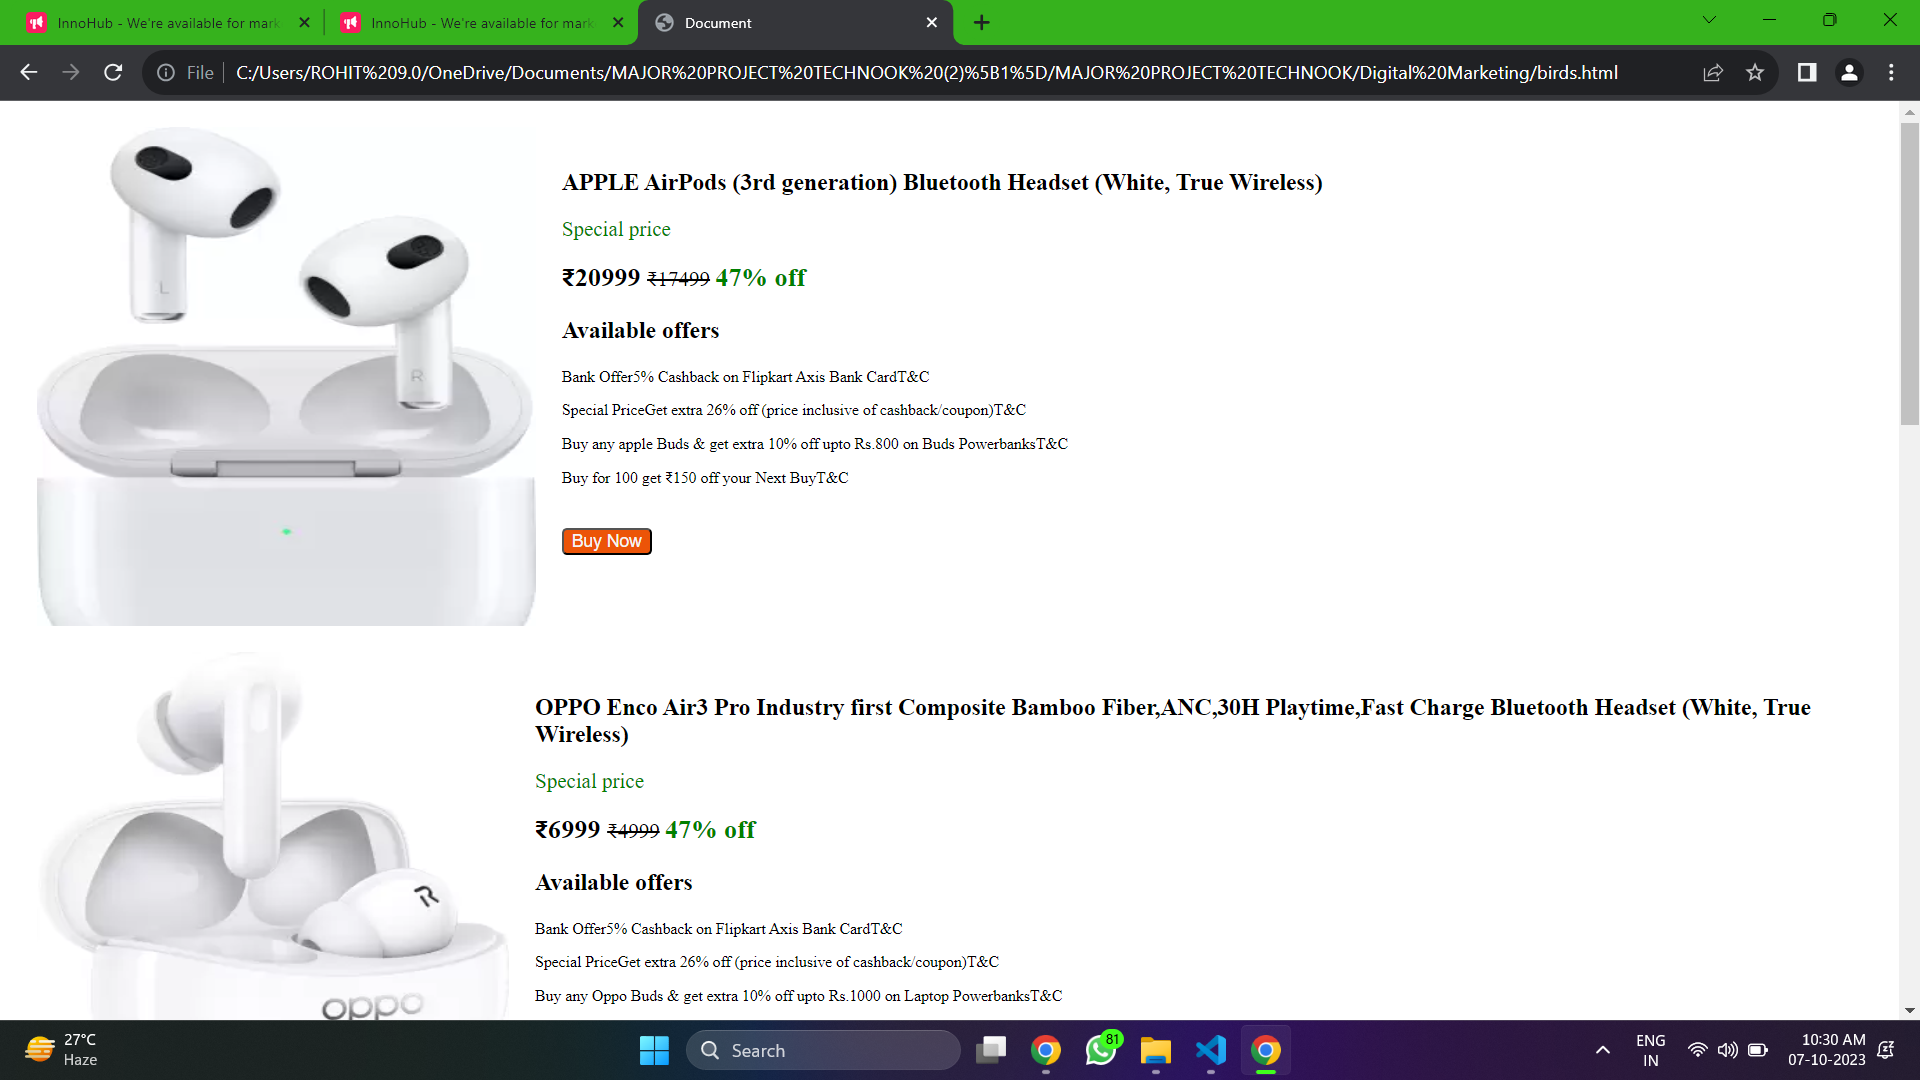 InnoHub - We're available for mark
InnoHub - We're available for mark
Document
File
C:/Users/ROHIT%209.0/OneDrive/Documents/MAJOR%20PROJECT%20TECHNOOK%20(2)%5B1%5D/MAJOR%20PROJECT%20TECHNOOK/Digital%20Marketing/birds.html
L
R
APPLE AirPods (3rd generation) Bluetooth Headset (White, True Wireless)
Special price
₹20999 ₹17499 47% off
Available offers
Bank Offer5% Cashback on Flipkart Axis Bank CardT&C
Special PriceGet extra 26% off (price inclusive of cashback/coupon)T&C
Buy any apple Buds & get extra 10% off upto Rs.800 on Buds PowerbanksT&C
Buy for 100 get ₹150 off your Next BuyT&C
Buy Now
R
oppo
OPPO Enco Air3 Pro Industry first Composite Bamboo Fiber,ANC,30H Playtime,Fast Charge Bluetooth Headset (White, True
Wireless)
Special price
₹6999 ₹4999 47% off
Available offers
Bank Offer5% Cashback on Flipkart Axis Bank CardT&C
Special PriceGet extra 26% off (price inclusive of cashback/coupon)T&C
Buy any Oppo Buds & get extra 10% off upto Rs.1000 on Laptop PowerbanksT&C
27°C
Haze
Search
81
ENG
IN
10:30 AM
07-10-2023